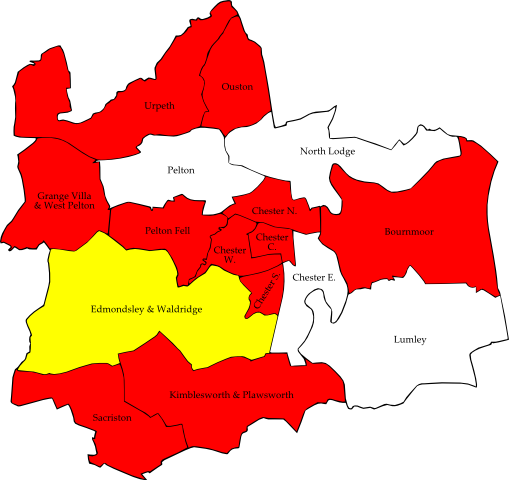 Ouston
Urpeth
North Lodge
Pelton
Grange Villa
& West Pelton
Chester N.
Pelton Fell
Bournmoor
Chester
C.
Chester
W.
Chester E.
Chester S.
Edmondsley & Waldridge
Lumley
Kimblesworth & Plawsworth
Sacriston